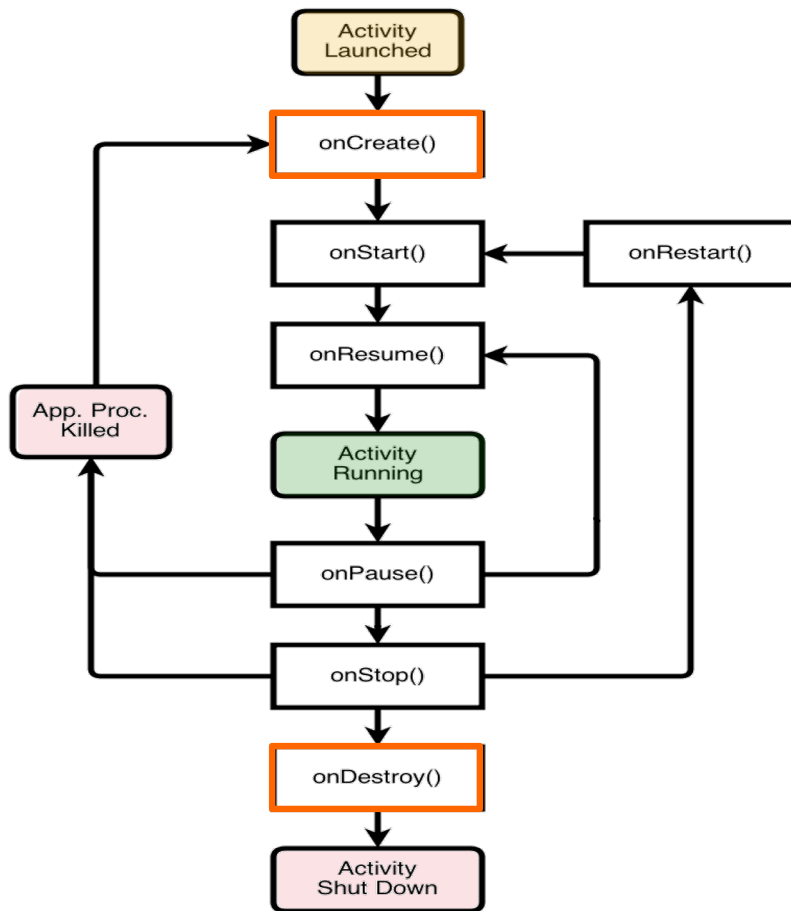 Activity
Launched
onCreate()
onStart()
onRestart()
onResume()
App. Proc.
Killed
Activity
Running
onPause()
onStop()
onDestroy()
Activity
Shut Down